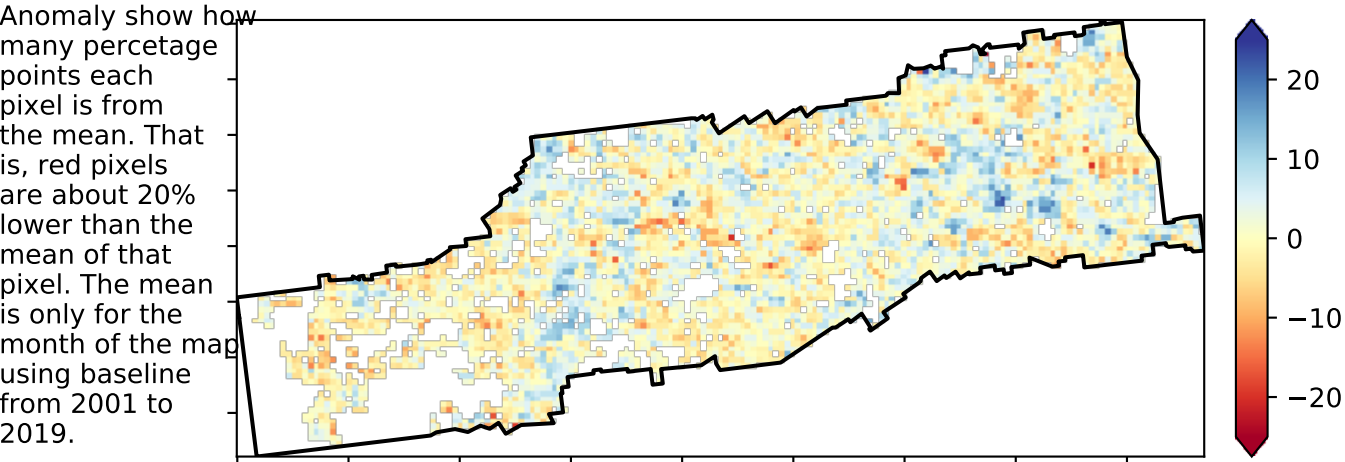 Anomaly show how
many percetage
points each
pixel is from
the mean. That
is, red pixels
are about 20%
lower than the
mean of that
pixel. The mean
is only for the
month of the map
using baseline
from 2001 to
2019.
20
10
0
−10
−20